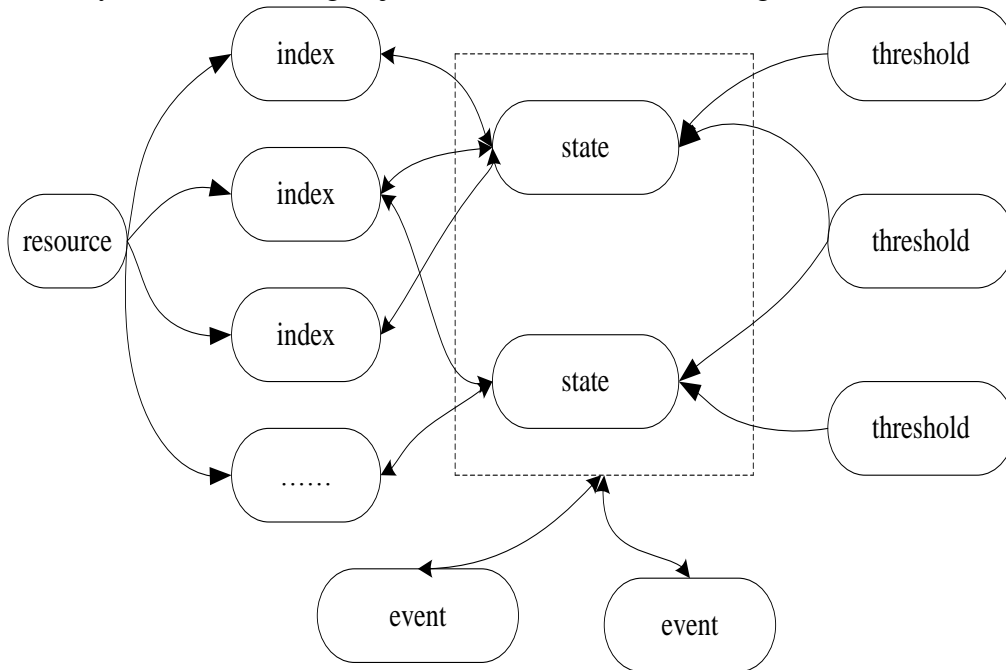 index
threshold
state
index
resource
threshold
index
state
threshold
……
event
event